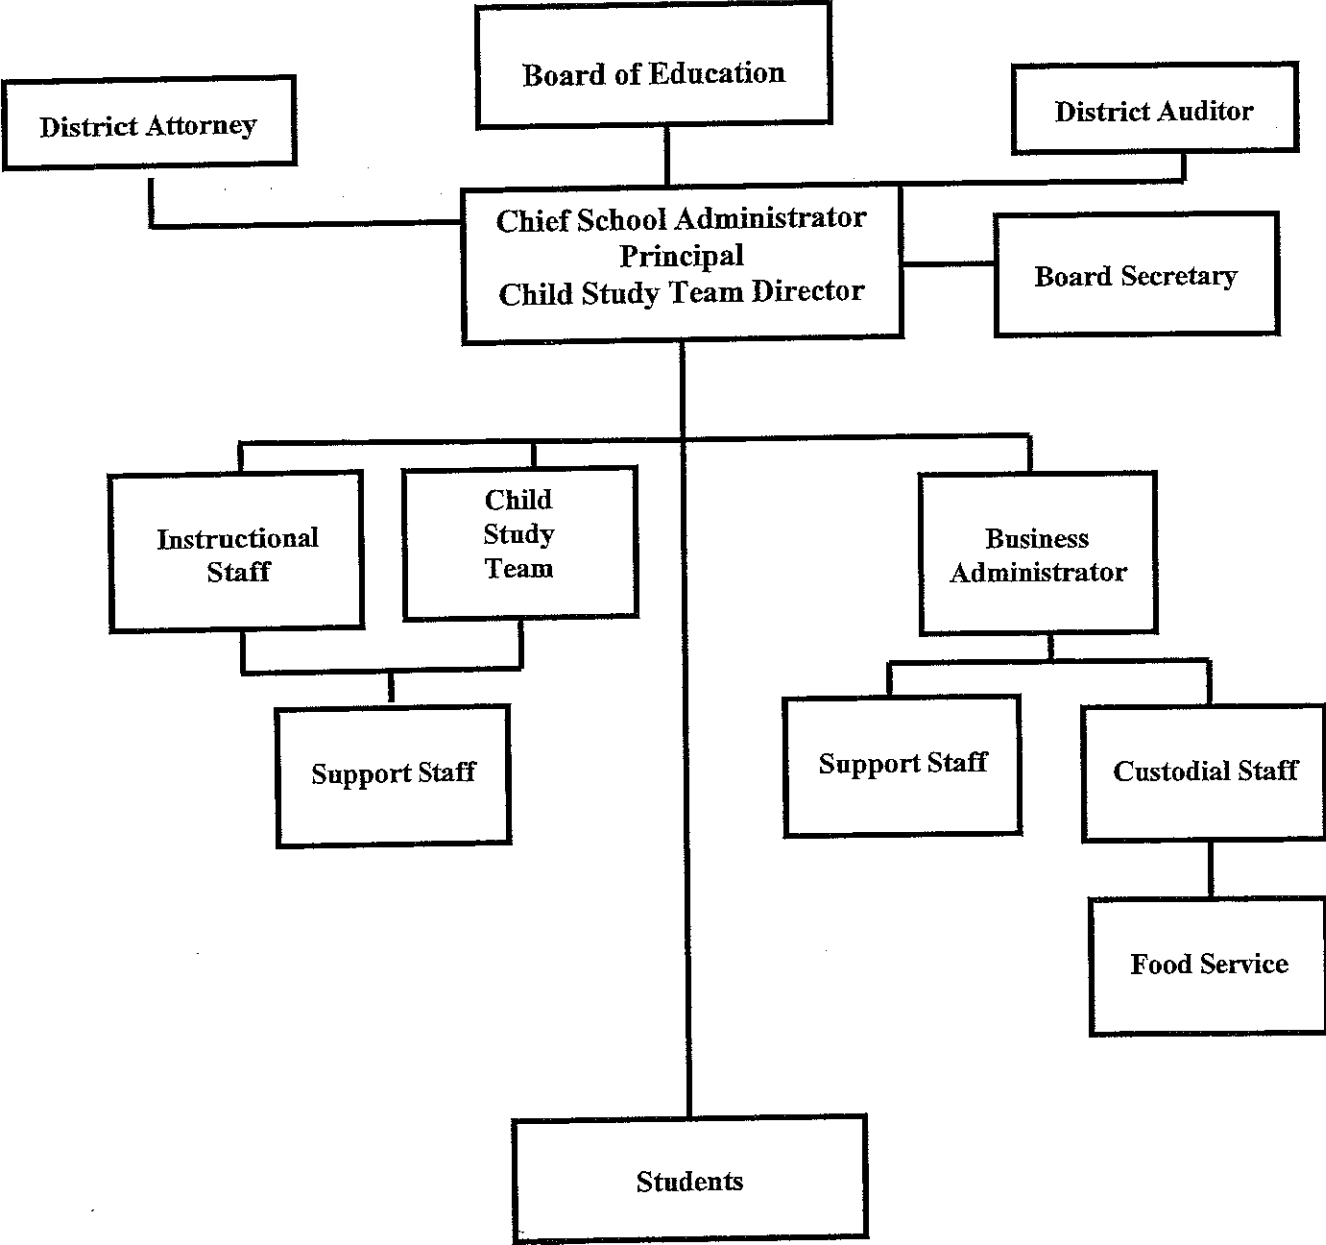 Board of Education
District Attorney
District Auditor
Chief School Administrator
Principal
Child Study Team Director
Board Secretary
Instructional
Staff
Child
Study
Team
Business
Administrator
Support Staff
Support Staff
Custodial Staff
Food Service
Students